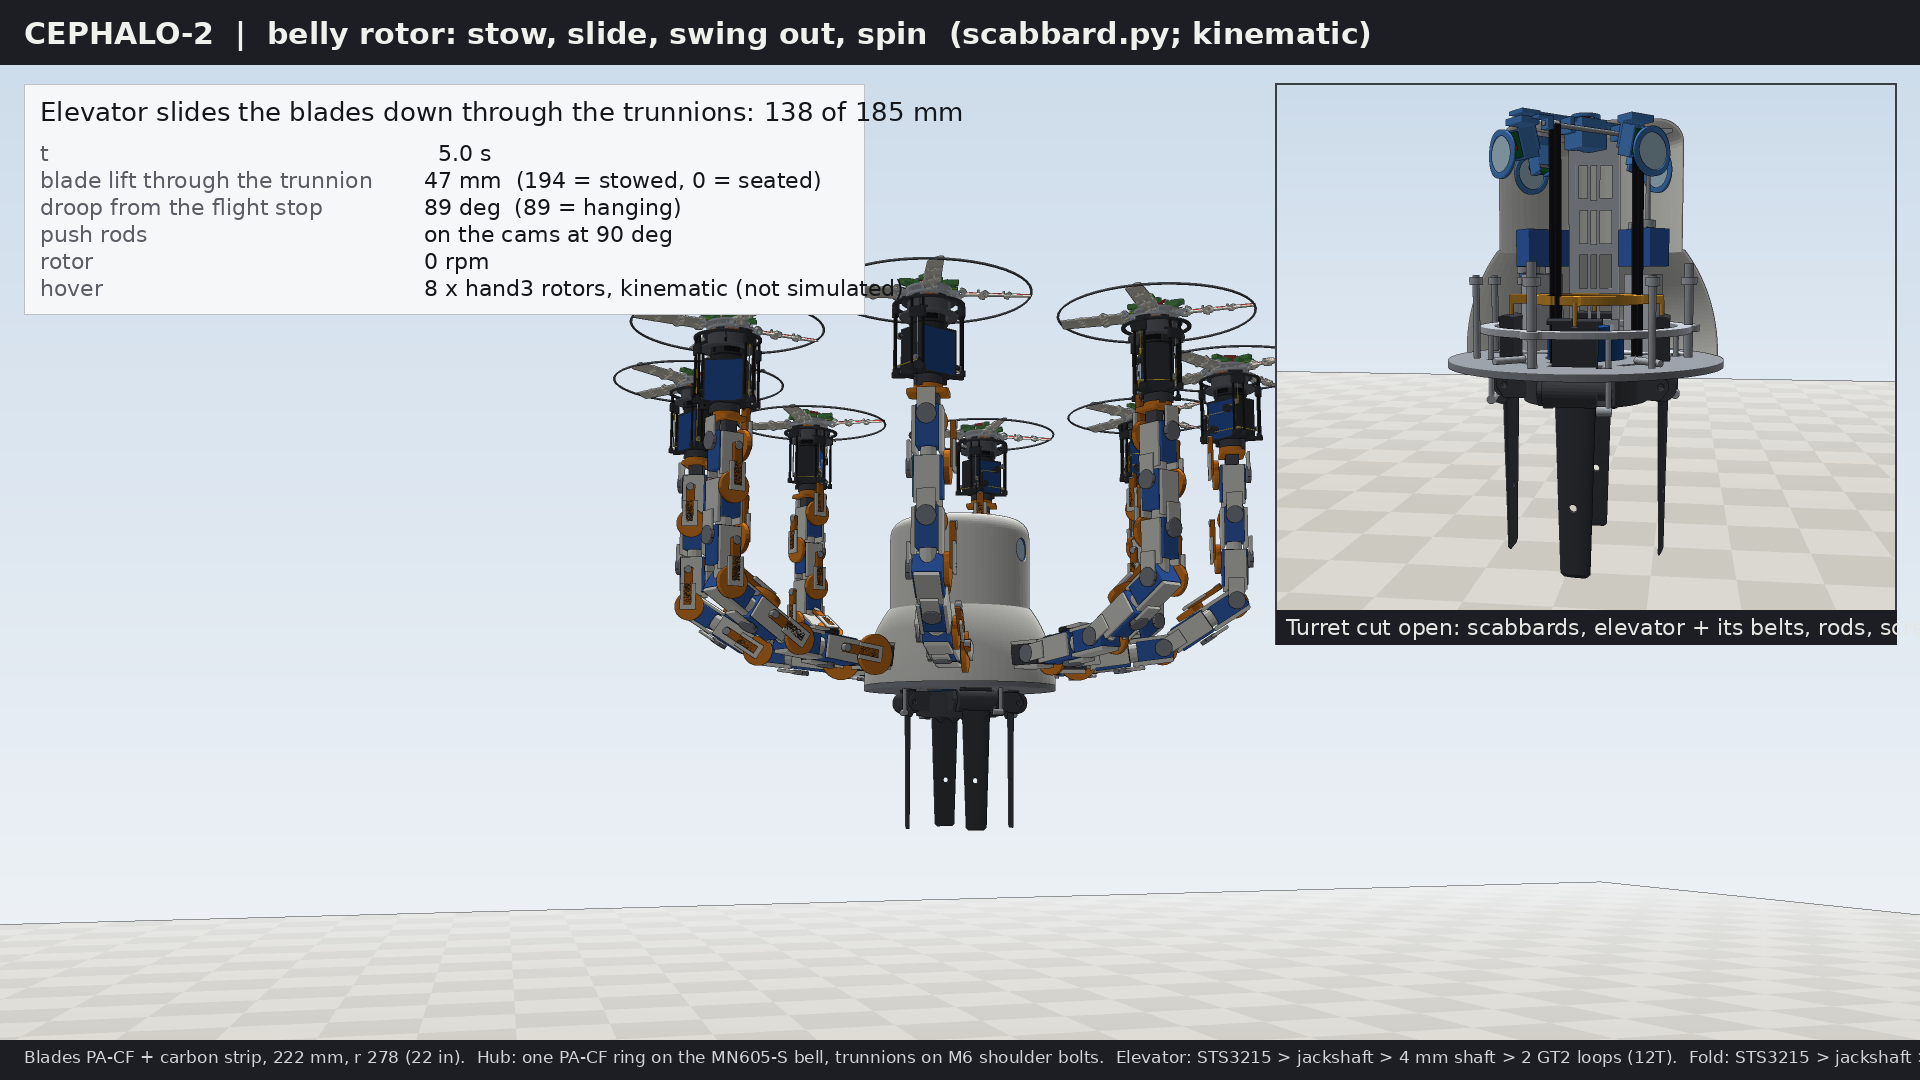 CEPHALO-2 | belly rotor: stow, slide, swing out, spin (scabbard.py; kinematic)
Elevator slides the blades down through the trunnions: 138 of 185 mm
t 5.0 s
blade lift through the trunnion 47 mm (194 = stowed, 0 = seated)
droop from the flight stop 89 deg (89 = hanging)
push rods on the cams at 90 deg
rotor 0 rpm
hover 8 x hand3 rotors, kinematic (not simulated)
Turret cut open: scabbards, elevator + its belts, rods,
Blades PA-CF + carbon strip, 222 mm, r 278 (22 in). Hub: one PA-CF ring on the MN605-S bell, trunnions on M6 shoulder bolts. Elevator: STS3215 > jackshaft > 4 mm shaft > 2 GT2 loops (12T). Fold: STS3215 > jackshaft >